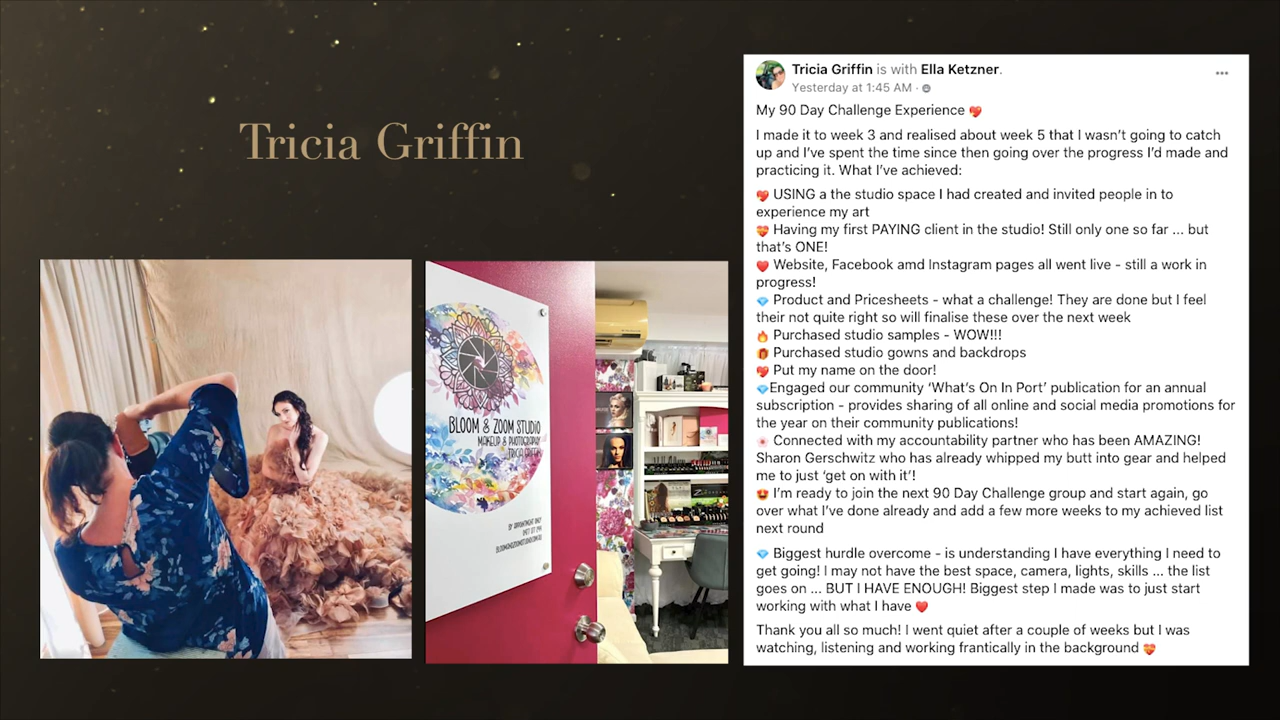 Tricia Griffin
BLOOM & ZOOM STUDIO
MAKEUP & PHOTOGRAPHY
TRICIA GRIFFIN
BY APPOINTMENT ONLY
Tricia Griffin is with Ella Ketzner.
Yesterday at 1:45 AM ·
My 90 Day Challenge Experience 💖
I made it to week 3 and realised about week 5 that I wasn't going to catch
up and I've spent the time since then going over the progress I'd made and
practicing it. What I've achieved:
💖 USING a the studio space I had created and invited people in to
experience my art
💝 Having my first PAYING client in the studio! Still only one so far ... but
that's ONE!
❤️ Website, Facebook amd Instagram pages all went live - still a work in
progress!
💎 Product and Pricesheets - what a challenge! They are done but I feel
their not quite right so will finalise these over the next week
🔥 Purchased studio samples - WOW!!!
🎁 Purchased studio gowns and backdrops
💖 Put my name on the door!
💎Engaged our community 'What's On In Port' publication for an annual
subscription - provides sharing of all online and social media promotions for
the year on their community publications!
🌸 Connected with my accountability partner who has been AMAZING!
Sharon Gerschwitz who has already whipped my butt into gear and helped
me to just 'get on with it'!
😍 I'm ready to join the next 90 Day Challenge group and start again, go
over what I've done already and add a few more weeks to my achieved list
next round
💎 Biggest hurdle overcome - is understanding I have everything I need to
get going! I may not have the best space, camera, lights, skills ... the list
goes on ... BUT I HAVE ENOUGH! Biggest step I made was to just start
working with what I have ❤️
Thank you all so much! I went quiet after a couple of weeks but I was
watching, listening and working frantically in the background 💝